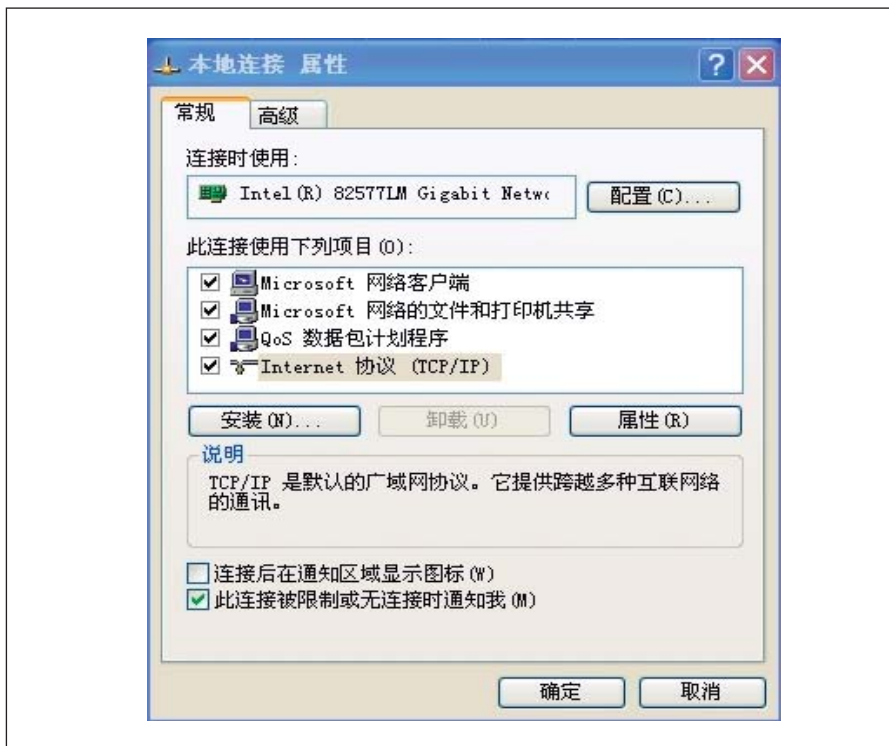 本地连接 属性
常规
高级
连接时使用:
Intel(R) 82577LM Gigabit Netw
配置(C)...
此连接使用下列项目(O):
Microsoft 网络客户端
Microsoft 网络的文件和打印机共享
QoS 数据包计划程序
Internet 协议 (TCP/IP)
安装(N)...
卸载(U)
属性(R)
说明
TCP/IP 是默认的广域网协议。它提供跨越多种互联网络
的通讯。
连接后在通知区域显示图标(W)
此连接被限制或无连接时通知我(M)
确定
取消